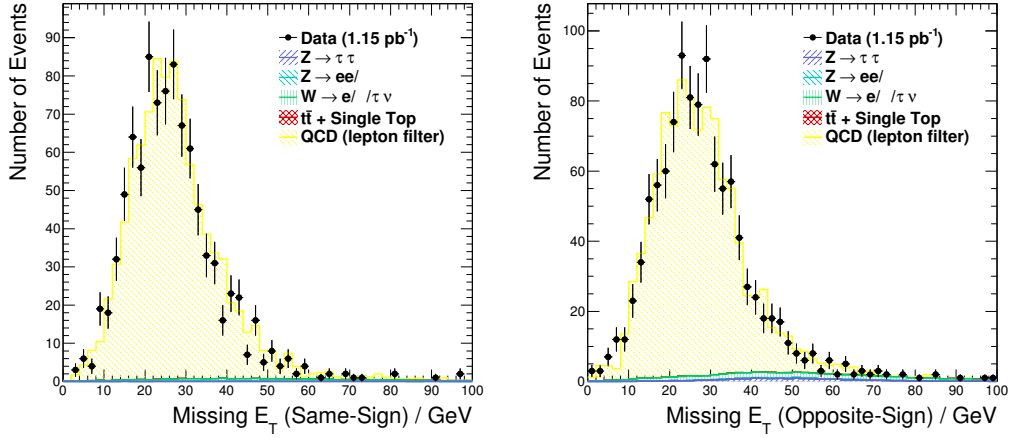 Number of Events
90
80
70
60
50
40
30
20
10
0
Data (1.15 pb⁻¹)
Z → τ τ
Z → ee/
W → e/ /τ ν
tt̄ + Single Top
QCD (lepton filter)
0 10 20 30 40 50 60 70 80 90 100
Missing E_T (Same-Sign) / GeV
Number of Events
100
80
60
40
20
0
Data (1.15 pb⁻¹)
Z → τ τ
Z → ee/
W → e/ /τ ν
tt̄ + Single Top
QCD (lepton filter)
0 10 20 30 40 50 60 70 80 90 100
Missing E_T (Opposite-Sign) / GeV